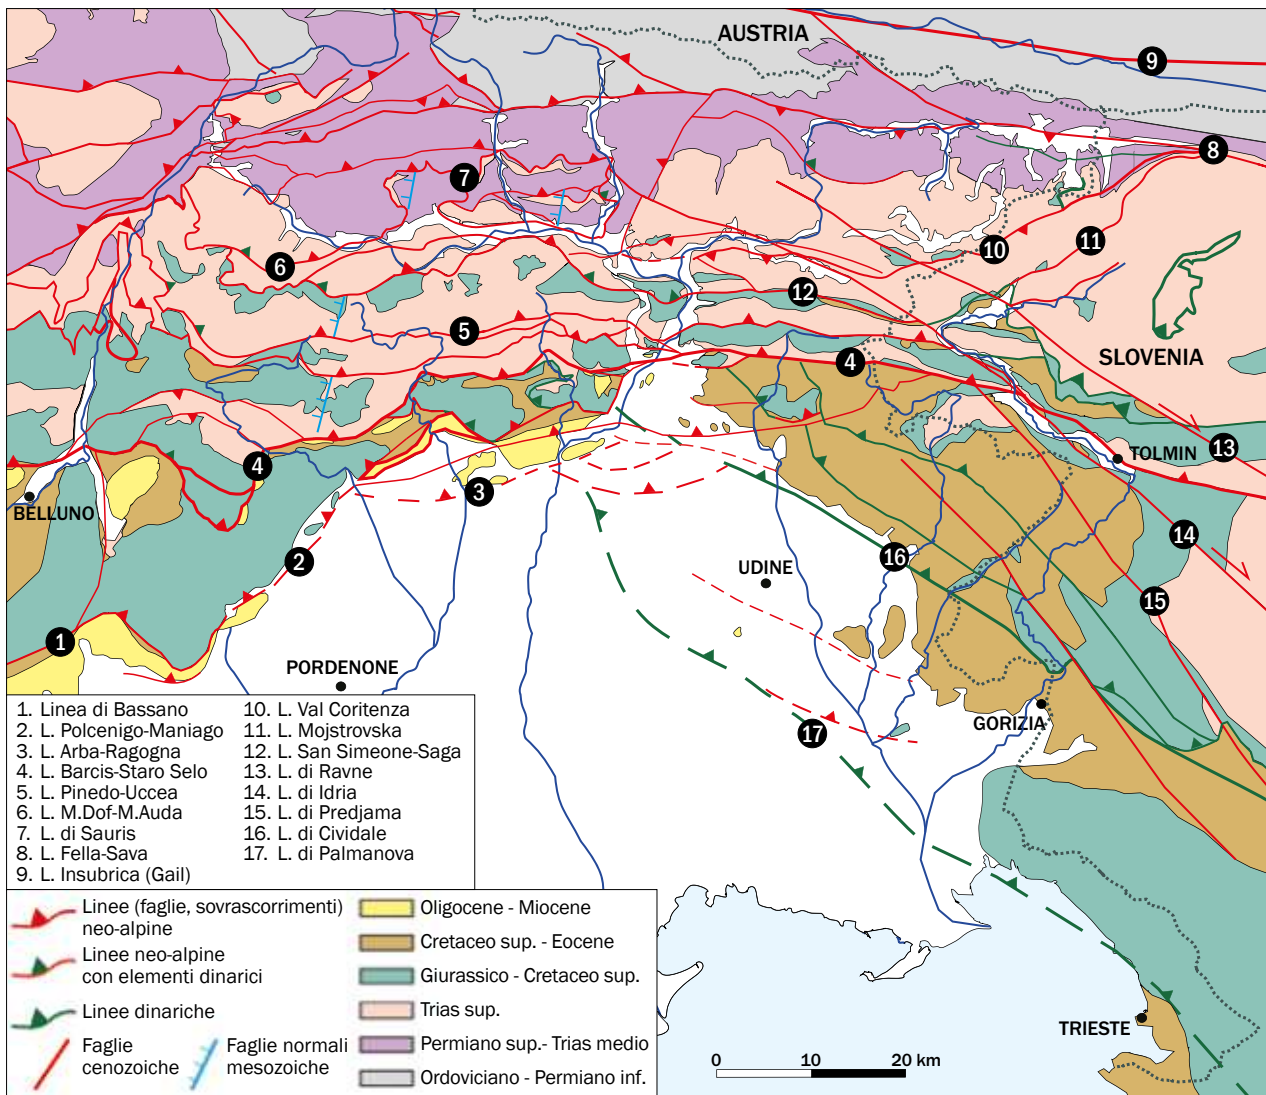 AUSTRIA
9
8
7
10
11
6
12
5
SLOVENIA
4
13
TOLMIN
4
BELLUNO
3
14
16
2
UDINE
15
1
PORDENONE
GORIZIA
17
TRIESTE
1. Linea di Bassano
2. L. Polcenigo-Maniago
3. L. Arba-Ragogna
4. L. Barcis-Staro Selo
5. L. Pinedo-Uccea
6. L. M.Dof-M.Auda
7. L. di Sauris
8. L. Fella-Sava
9. L. Insubrica (Gail)
10. L. Val Coritenza
11. L. Mojstrovska
12. L. San Simeone-Saga
13. L. di Ravne
14. L. di Idria
15. L. di Predjama
16. L. di Cividale
17. L. di Palmanova
Linee (faglie, sovrascorrimenti)
neo-alpine
Linee neo-alpine
con elementi dinarici
Linee dinariche
Faglie
cenozoiche
Faglie normali
mesozoiche
Oligocene - Miocene
Cretaceo sup. - Eocene
Giurassico - Cretaceo sup.
Trias sup.
Permiano sup.- Trias medio
Ordoviciano - Permiano inf.
0 10 20 km